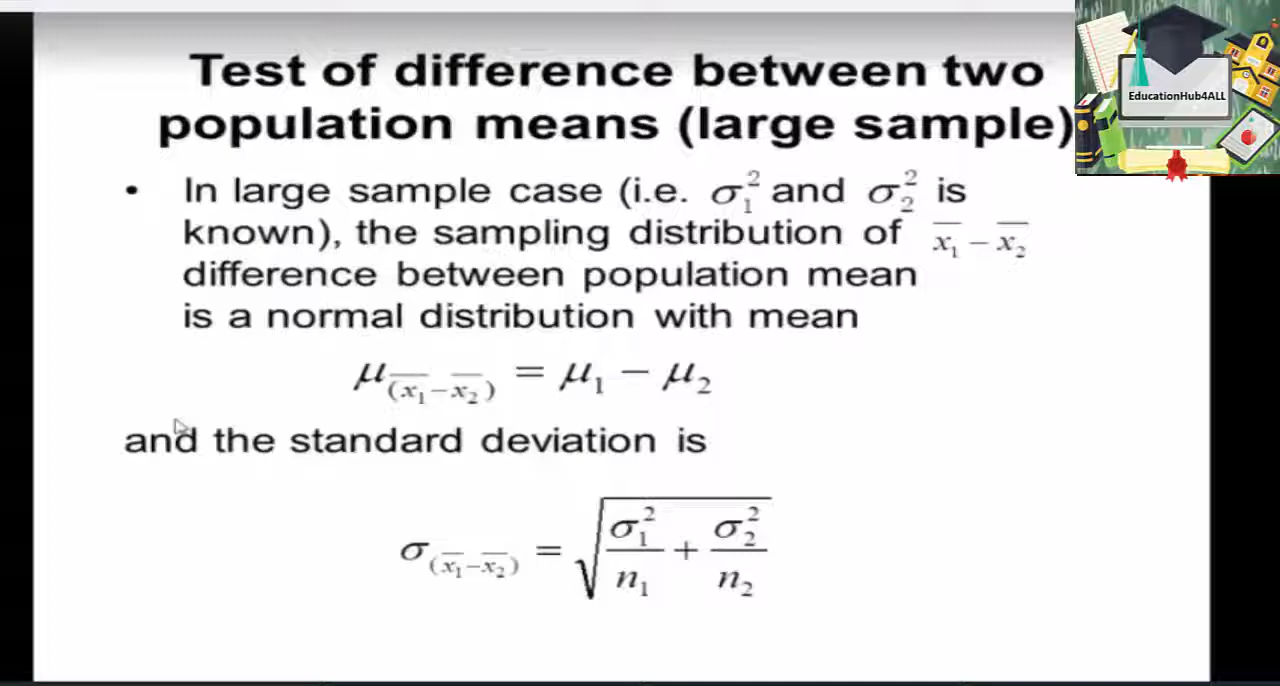 Test of difference between two
population means (large sample)
EducationHub4ALL
• In large sample case (i.e. σ₁² and σ₂² is
known), the sampling distribution of x̄₁ − x̄₂
difference between population mean
is a normal distribution with mean
μ(x̄₁−x̄₂) = μ₁ − μ₂
and the standard deviation is
σ(x̄₁−x̄₂) = √(σ₁²/n₁ + σ₂²/n₂)